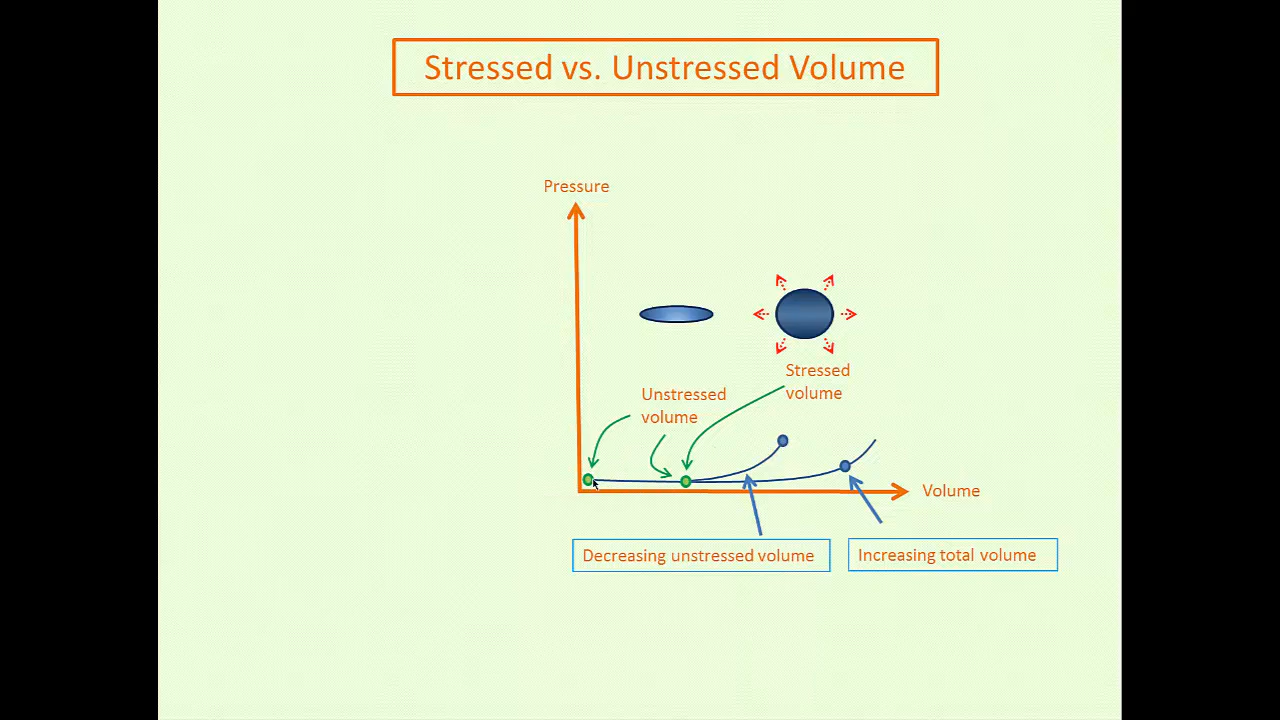 Stressed vs. Unstressed Volume
Pressure
Stressed
volume
Unstressed
volume
Volume
Decreasing unstressed volume
Increasing total volume